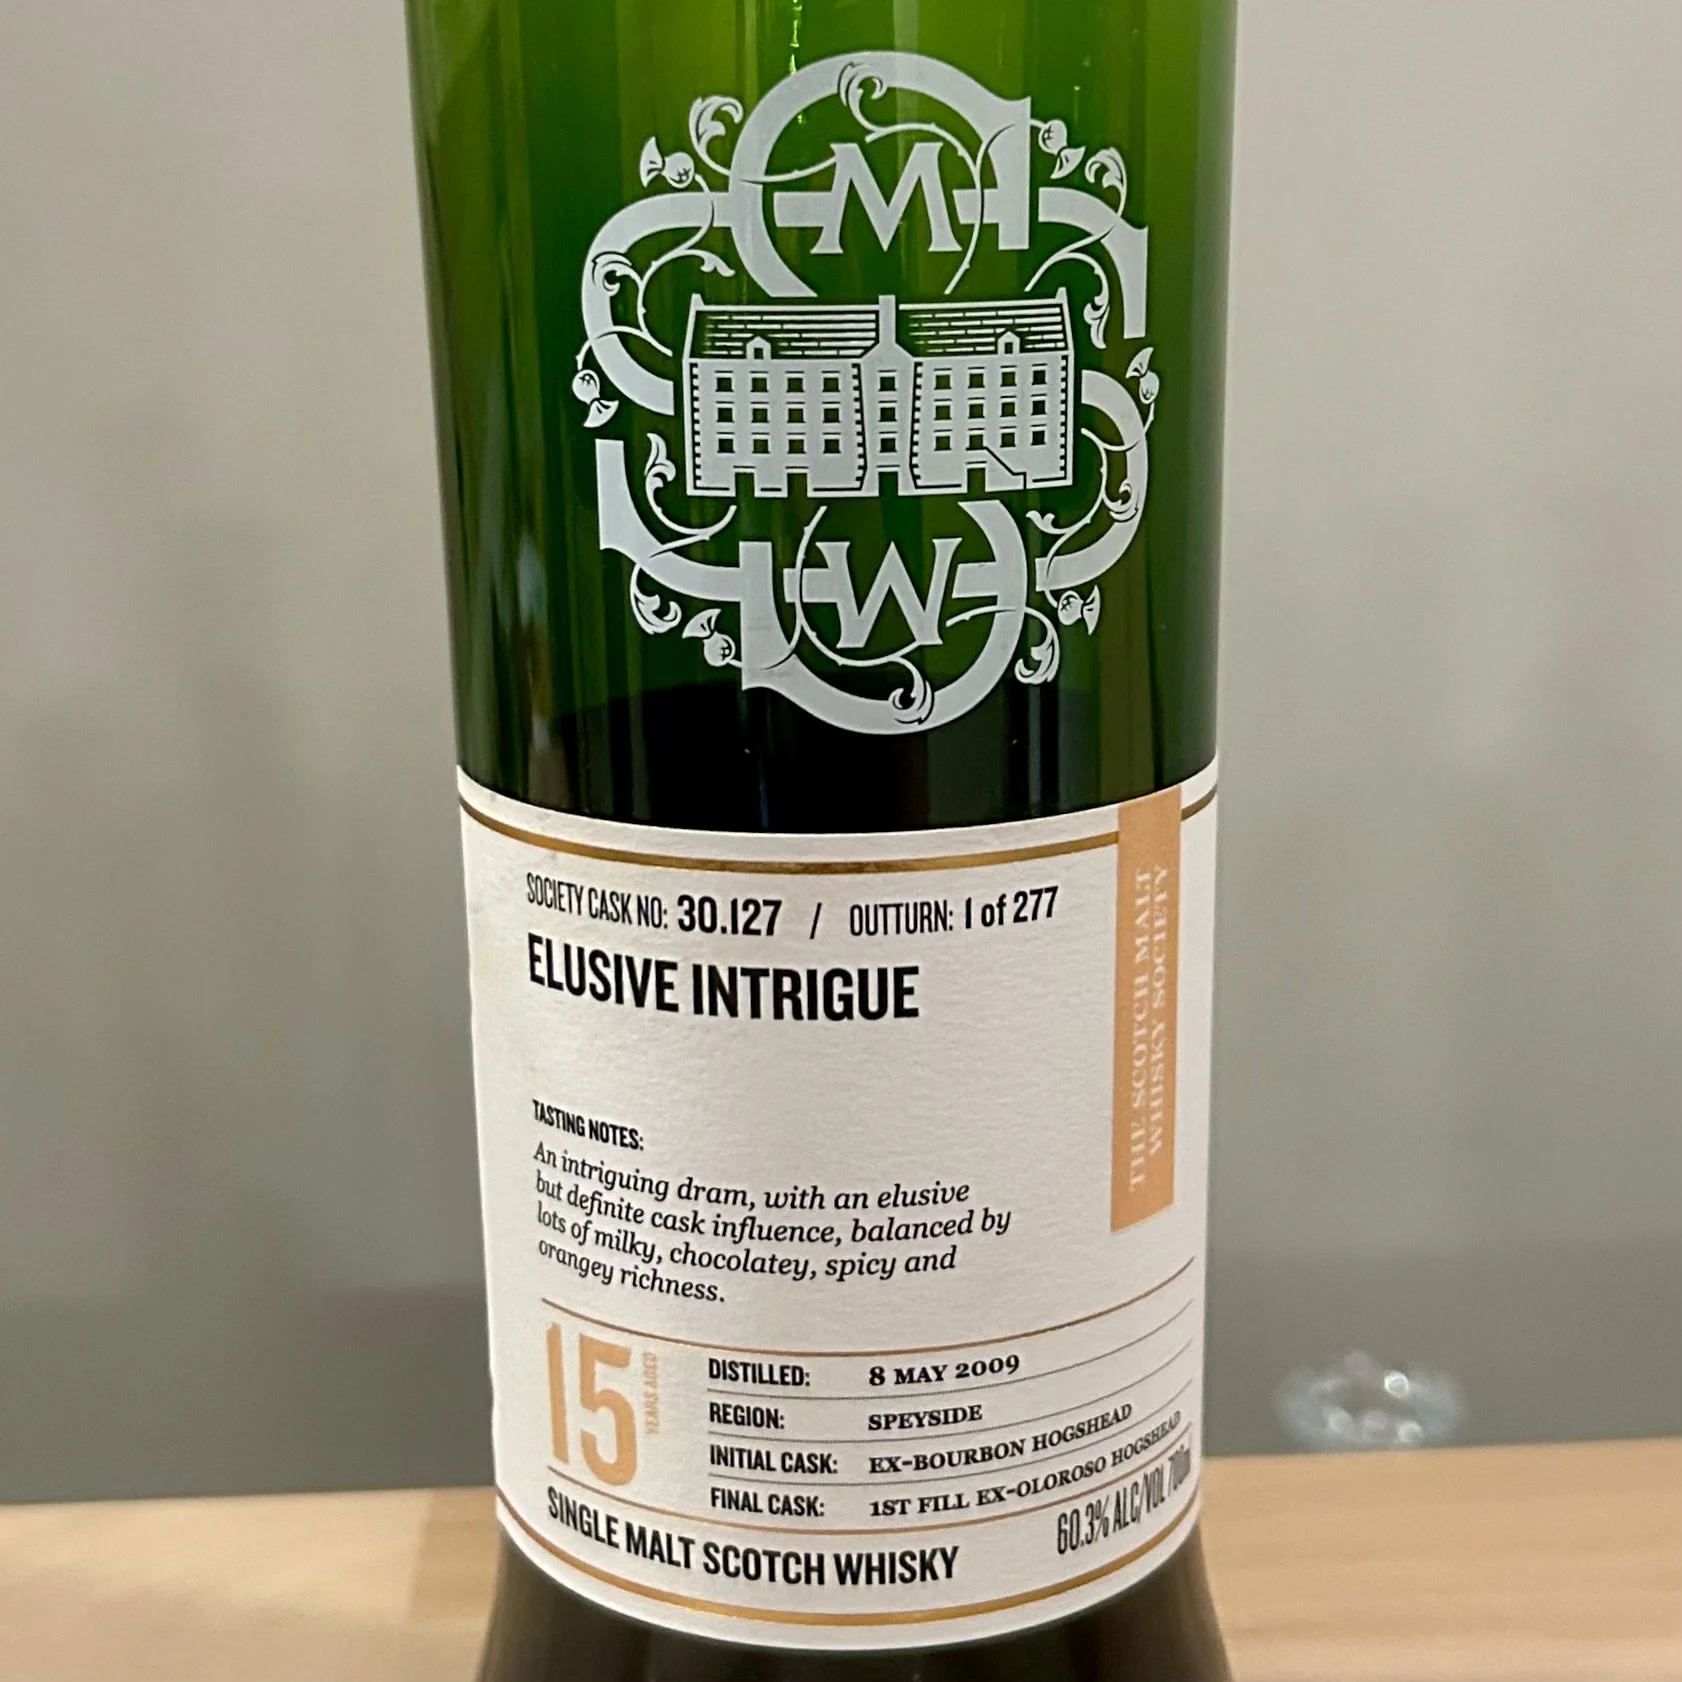 M
W
SOCIETY CASK NO: 30.127 / OUTTURN: 1 of 277
ELUSIVE INTRIGUE
THE SCOTCH MALT
WHISKY SOCIETY
TASTING NOTES:
An intriguing dram, with an elusive
but definite cask influence, balanced by
lots of milky, chocolatey, spicy and
orangey richness.
15
YEARS AGED
DISTILLED: 8 MAY 2009
REGION: SPEYSIDE
INITIAL CASK: EX-BOURBON HOGSHEAD
FINAL CASK: 1ST FILL EX-OLOROSO HOGSHEAD
SINGLE MALT SCOTCH WHISKY
60.3% ALC/VOL 700ml